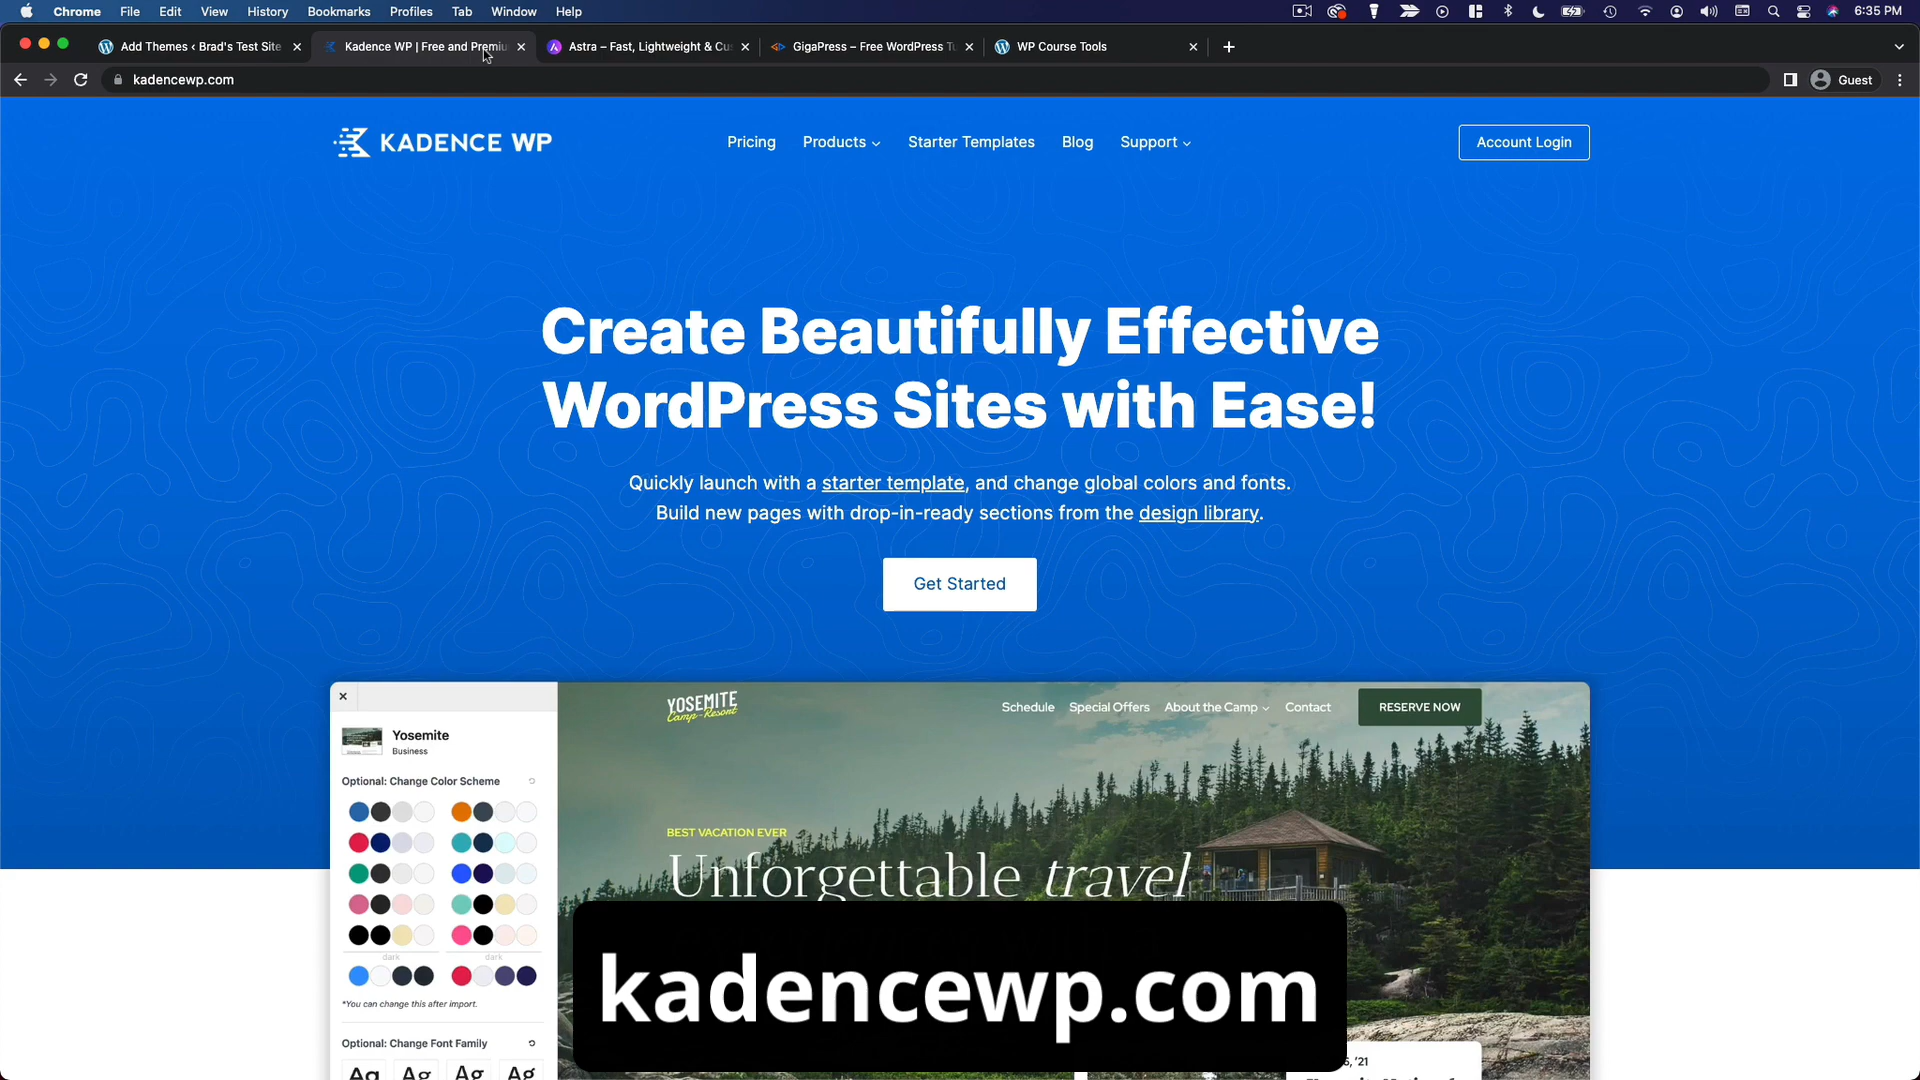 Chrome File Edit View History Bookmarks Profiles Tab Window Help 6:35 PM
Add Themes ‹ Brad's Test Site Kadence WP | Free and Premiu Astra – Fast, Lightweight & Cu GigaPress – Free WordPress Tu WP Course Tools
kadencewp.com Guest
KADENCE WP Pricing Products Starter Templates Blog Support Account Login
Create Beautifully Effective
WordPress Sites with Ease!
Quickly launch with a starter template, and change global colors and fonts.
Build new pages with drop-in-ready sections from the design library.
Get Started
YOSEMITE
Camp-Resort
Schedule Special Offers About the Camp Contact RESERVE NOW
Yosemite
Business
Optional: Change Color Scheme
BEST VACATION EVER
Unforgettable travel
dark dark
*You can change this after import.
Optional: Change Font Family
Ag Ag Ag Ag
kadencewp.com
'21